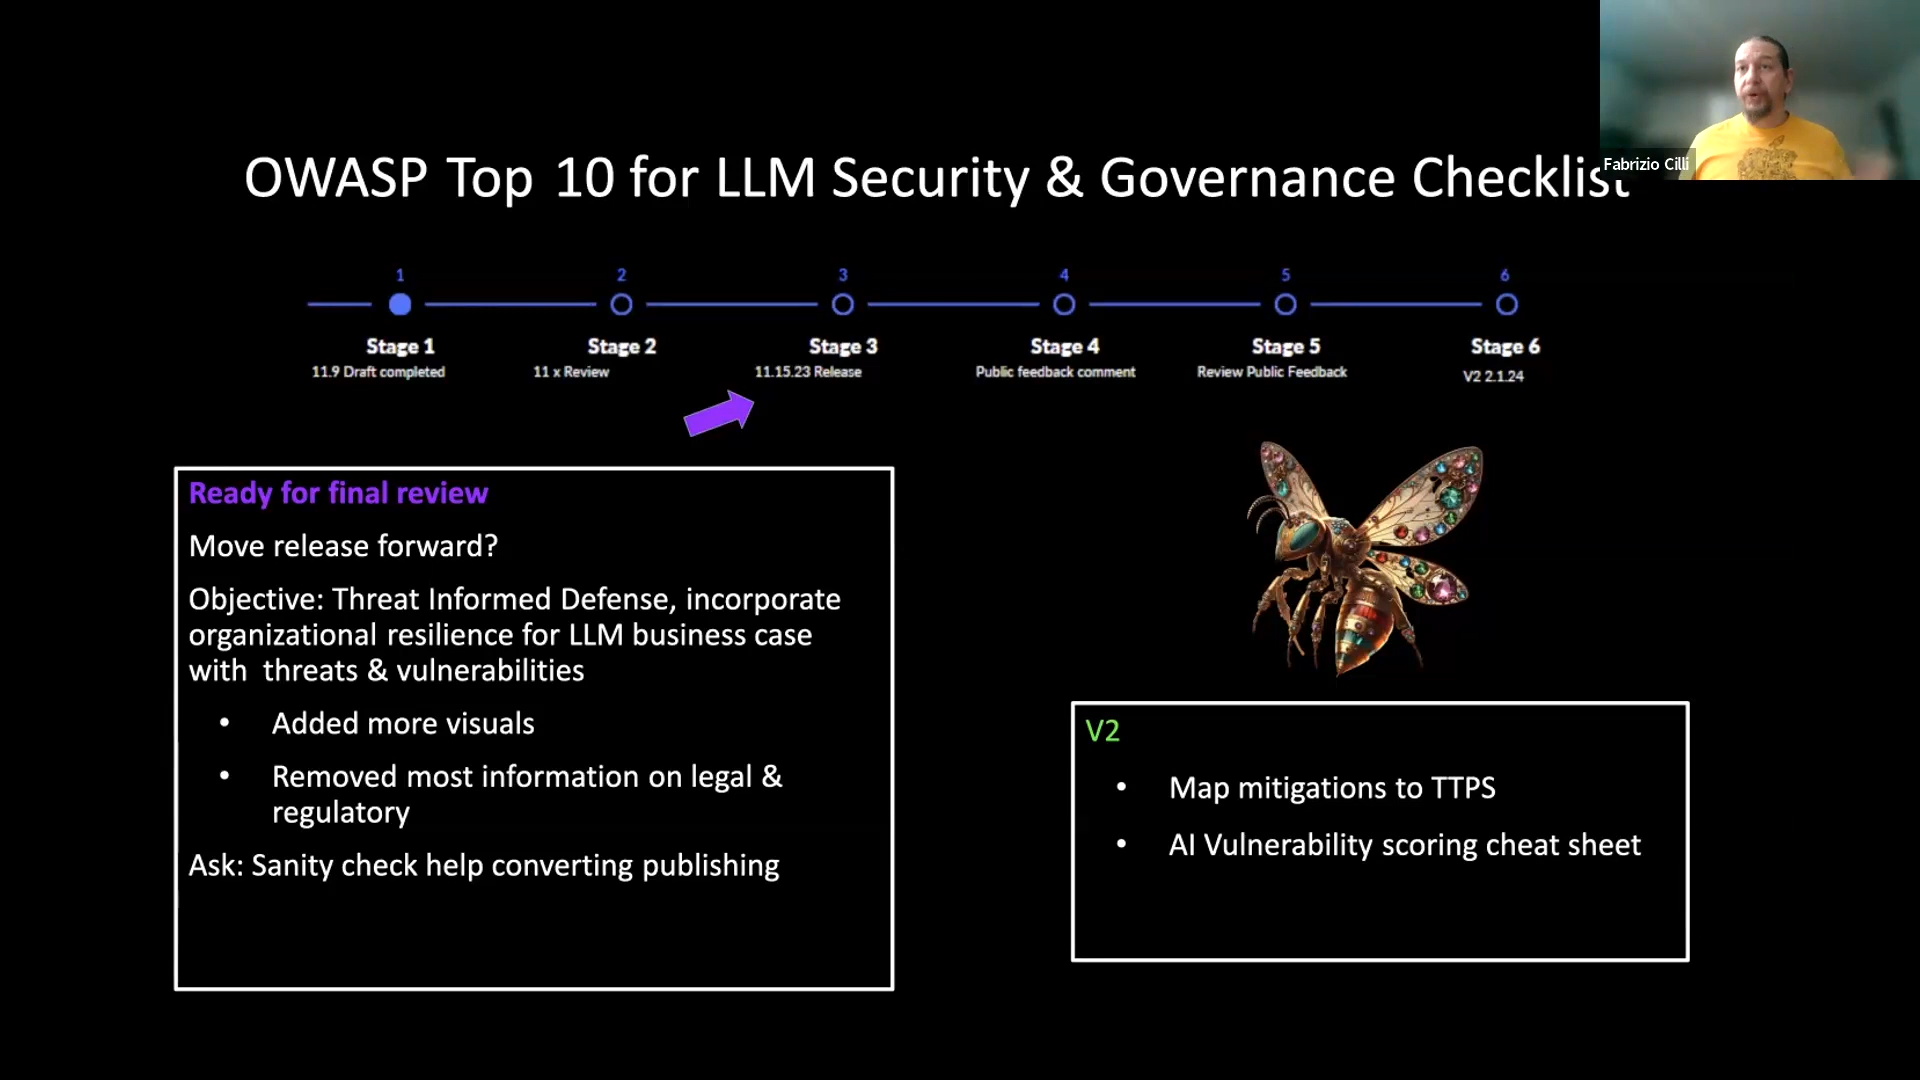 Fabrizio Cilli
OWASP Top 10 for LLM Security & Governance Checklist
1 2 3 4 5 6
Stage 1 Stage 2 Stage 3 Stage 4 Stage 5 Stage 6
11.9 Draft completed 11 x Review 11.15.23 Release Public feedback comment Review Public Feedback V2 2.1.24
Ready for final review
Move release forward?
Objective: Threat Informed Defense, incorporate
organizational resilience for LLM business case
with threats & vulnerabilities
• Added more visuals
• Removed most information on legal &
regulatory
Ask: Sanity check help converting publishing
V2
• Map mitigations to TTPS
• AI Vulnerability scoring cheat sheet